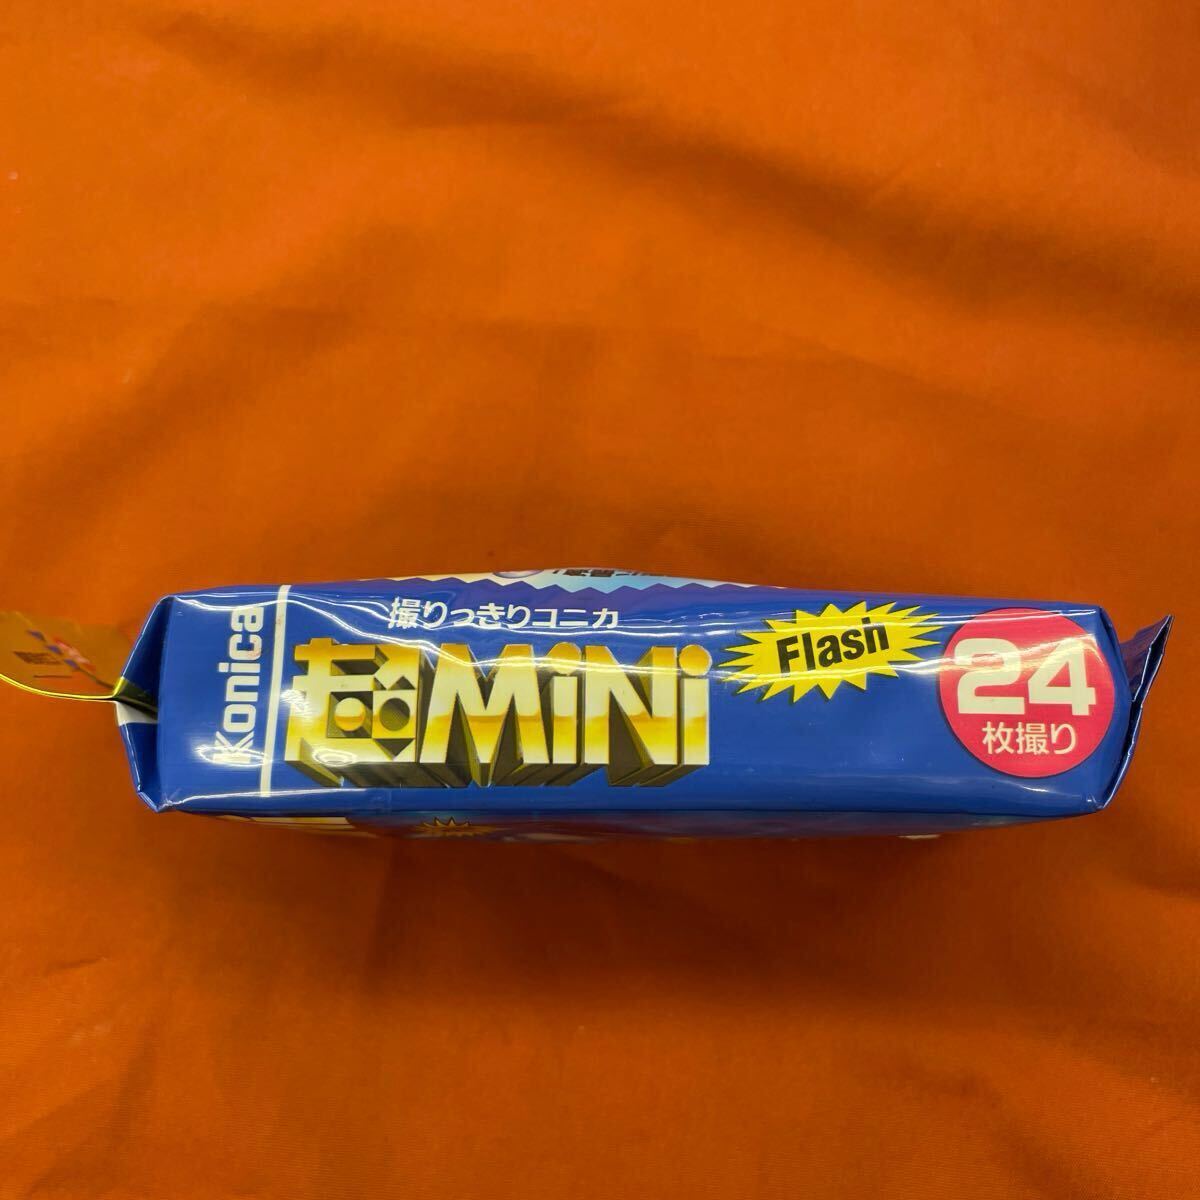 Konica
撮りっきりコニカ
超MiNi
Flash
24
枚撮り